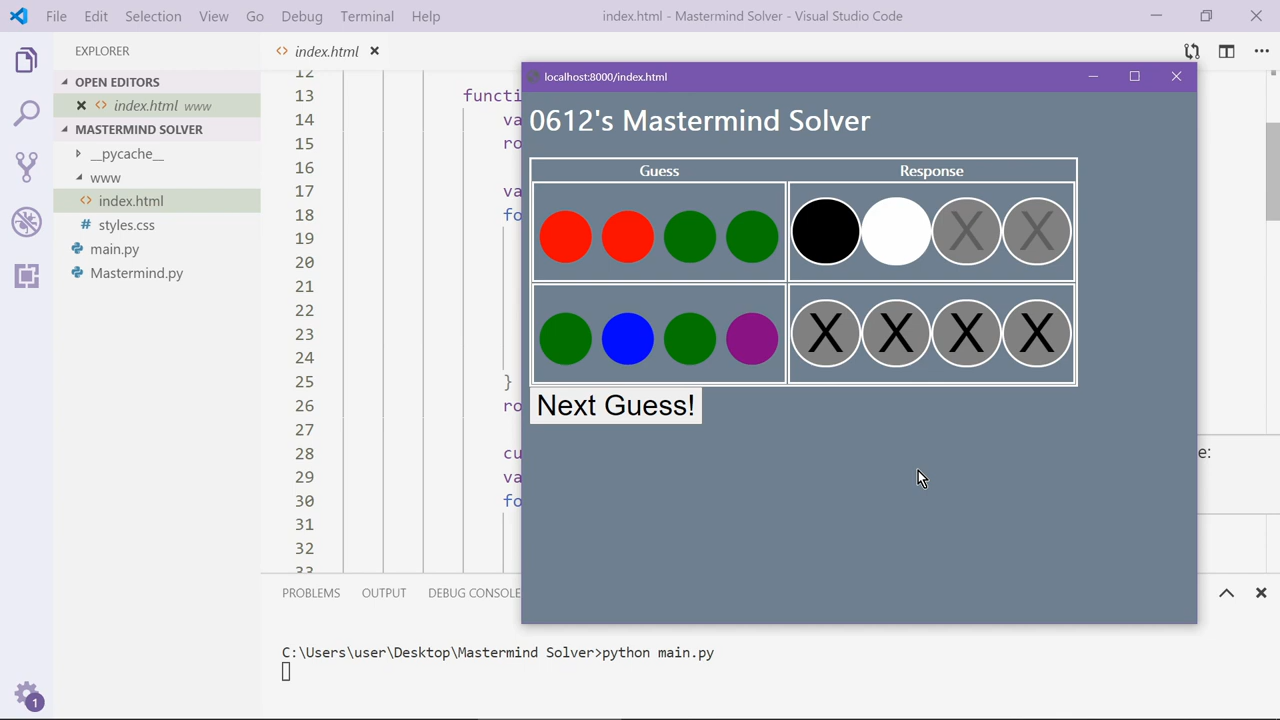 File Edit Selection View Go Debug Terminal Help
index.html - Mastermind Solver - Visual Studio Code
EXPLORER
OPEN EDITORS
index.html www
MASTERMIND SOLVER
__pycache__
www
index.html
styles.css
main.py
Mastermind.py
1
index.html
12
13 functi
14 va
15 ro
16
17 va
18 fo
19
20
21
22
23
24
25 }
26 ro
27
28 cu
29 va
30 fo
31
32
33
e:
localhost:8000/index.html
0612's Mastermind Solver
Guess Response
X X
X X X X
Next Guess!
PROBLEMS OUTPUT DEBUG CONSOLE
C:\Users\user\Desktop\Mastermind Solver>python main.py